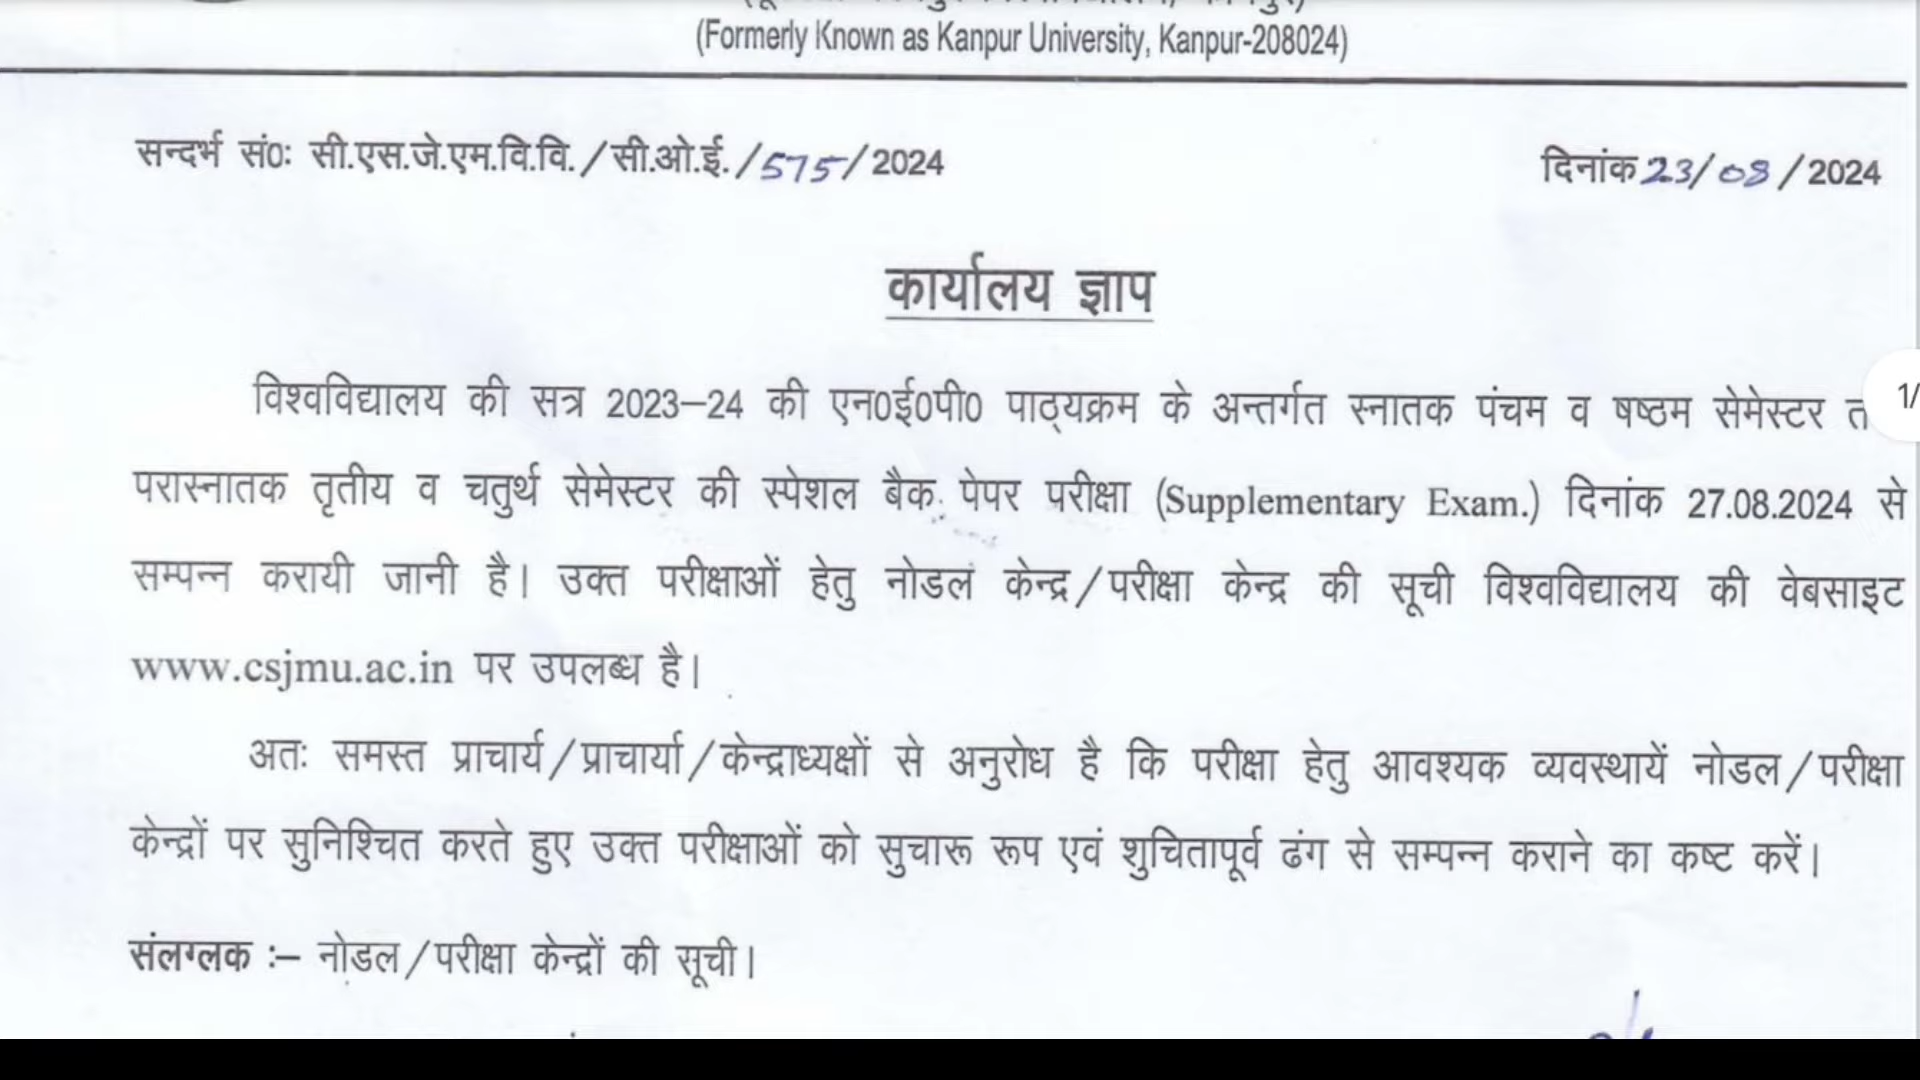 (Formerly Known as Kanpur University, Kanpur-208024)
सन्दर्भ सं0: सी.एस.जे.एम.वि.वि./सी.ओ.ई./575/2024
दिनांक 23/08/2024
कार्यालय ज्ञाप
विश्वविद्यालय की सत्र 2023–24 की एन0ई0पी0 पाठ्यक्रम के अन्तर्गत स्नातक पंचम व षष्ठम सेमेस्टर
1/
परास्नातक तृतीय व चतुर्थ सेमेस्टर की स्पेशल बैक पेपर परीक्षा (Supplementary Exam.) दिनांक 27.08.2024 से
सम्पन्न करायी जानी है। उक्त परीक्षाओं हेतु नोडल केन्द्र/परीक्षा केन्द्र की सूची विश्वविद्यालय की वेबसाइट
www.csjmu.ac.in पर उपलब्ध है।
अतः समस्त प्राचार्य/प्राचार्या/केन्द्राध्यक्षों से अनुरोध है कि परीक्षा हेतु आवश्यक व्यवस्थायें नोडल/परीक्षा
केन्द्रों पर सुनिश्चित करते हुए उक्त परीक्षाओं को सुचारू रूप एवं शुचितापूर्व ढंग से सम्पन्न कराने का कष्ट करें।
संलग्लक :– नोडल/परीक्षा केन्द्रों की सूची।